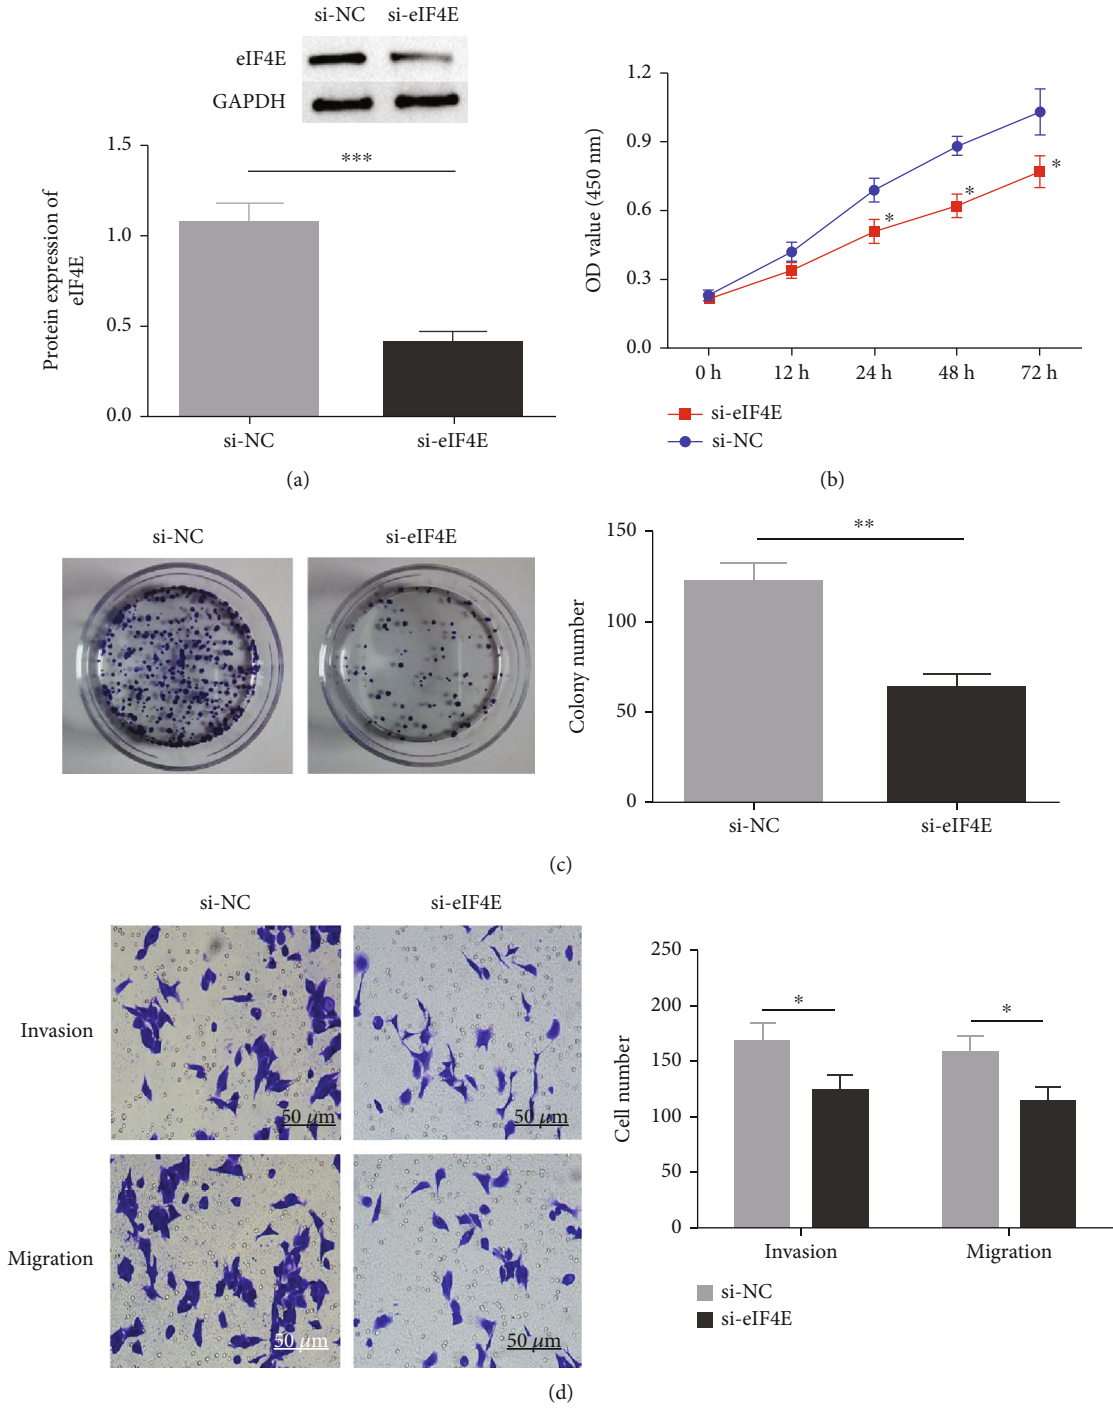 si-NC si-eIF4E
eIF4E
GAPDH
***
1.5
1.0
0.5
0.0
Protein expression of
eIF4E
si-NC si-eIF4E
(a)
1.2
0.9
0.6
0.3
0.0
OD value (450 nm)
* * *
0 h 12 h 24 h 48 h 72 h
si-eIF4E
si-NC
(b)
si-NC si-eIF4E
**
150
100
50
0
Colony number
si-NC si-eIF4E
(c)
si-NC si-eIF4E
Invasion
50 μm 50 μm
Migration
50 μm 50 μm
250
200
150
100
50
0
Cell number
* *
Invasion Migration
si-NC
si-eIF4E
(d)